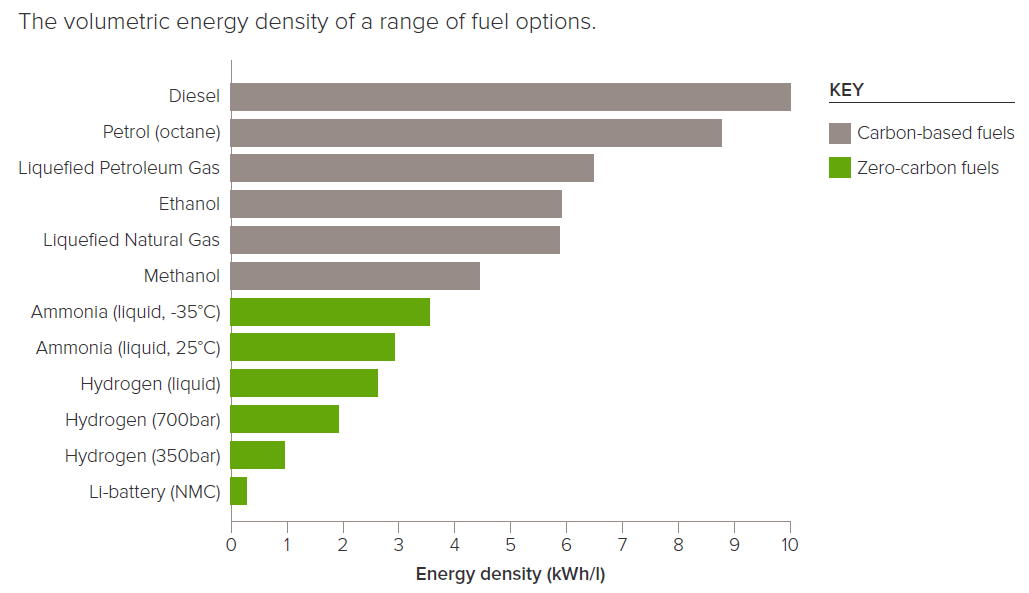 The volumetric energy density of a range of fuel options.
Diesel
Petrol (octane)
Liquefied Petroleum Gas
Ethanol
Liquefied Natural Gas
Methanol
Ammonia (liquid, -35°C)
Ammonia (liquid, 25°C)
Hydrogen (liquid)
Hydrogen (700bar)
Hydrogen (350bar)
Li-battery (NMC)
0 1 2 3 4 5 6 7 8 9 10
Energy density (kWh/l)
KEY
Carbon-based fuels
Zero-carbon fuels